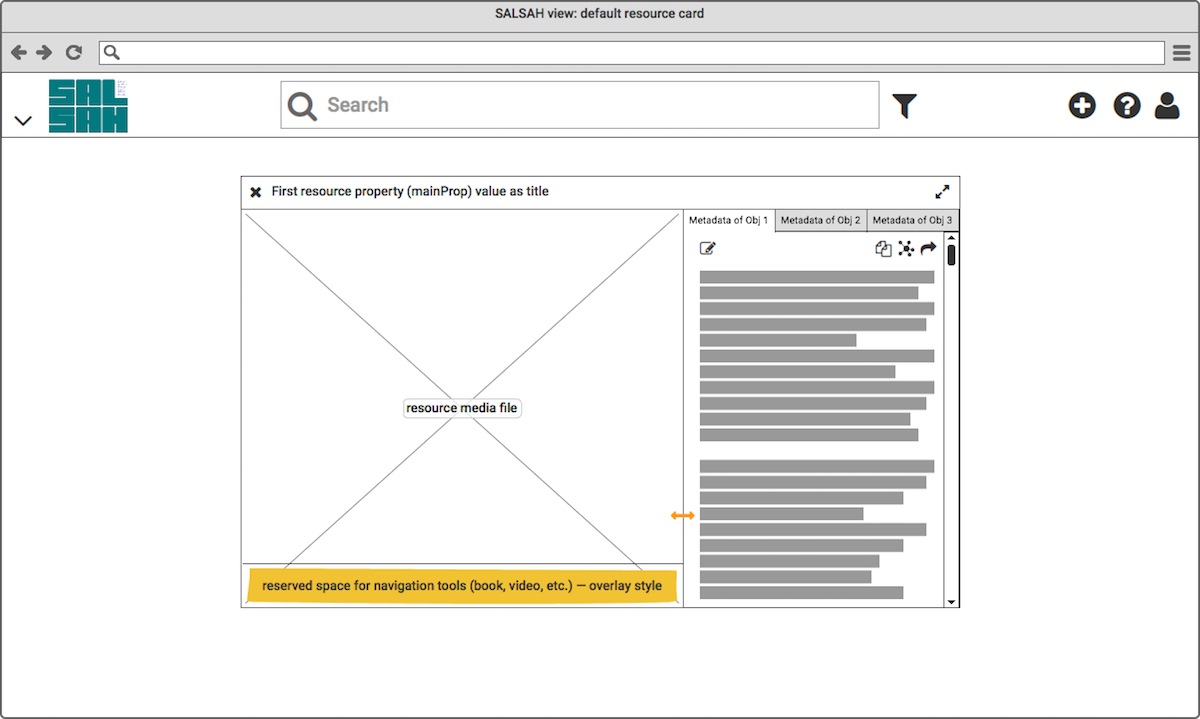 SALSAH view: default resource card
SAL
SAH
Search
First resource property (mainProp) value as title
Metadata of Obj 1
Metadata of Obj 2
Metadata of Obj 3
resource media file
reserved space for navigation tools (book, video, etc.) — overlay style